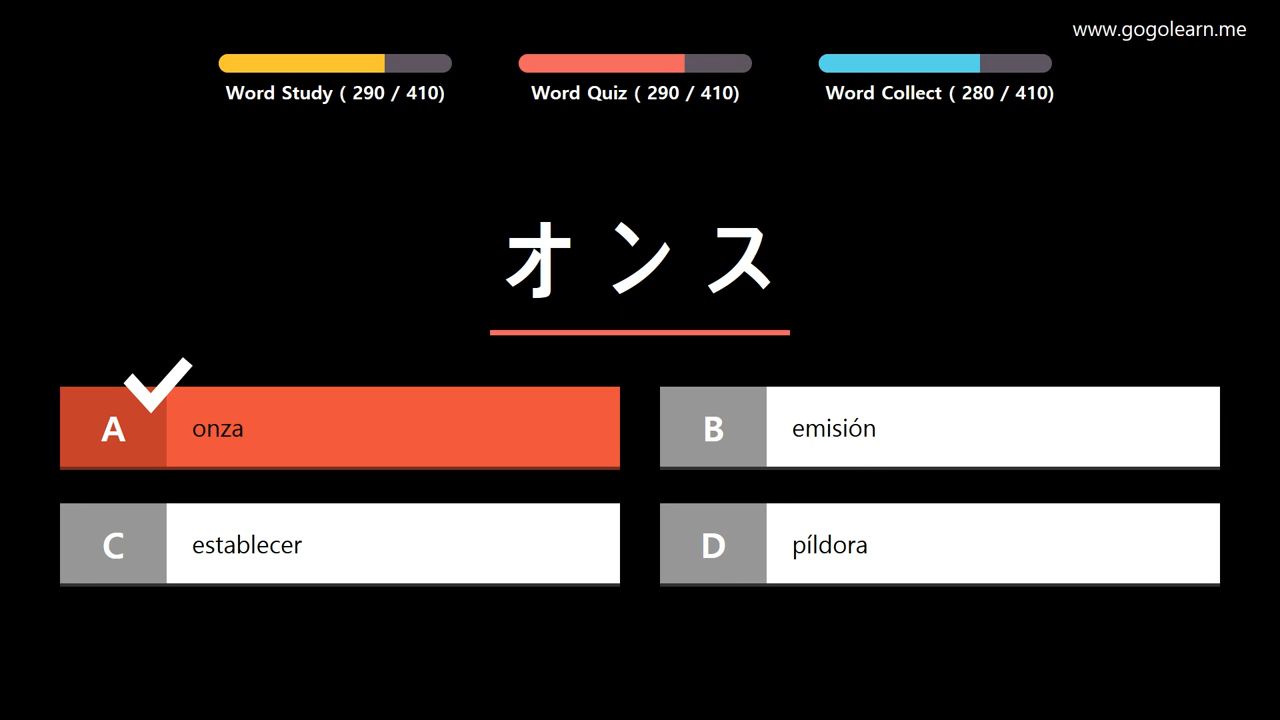 www.gogolearn.me
Word Study ( 290 / 410)
Word Quiz ( 290 / 410)
Word Collect ( 280 / 410)
オンス
A onza
B emisión
C establecer
D píldora